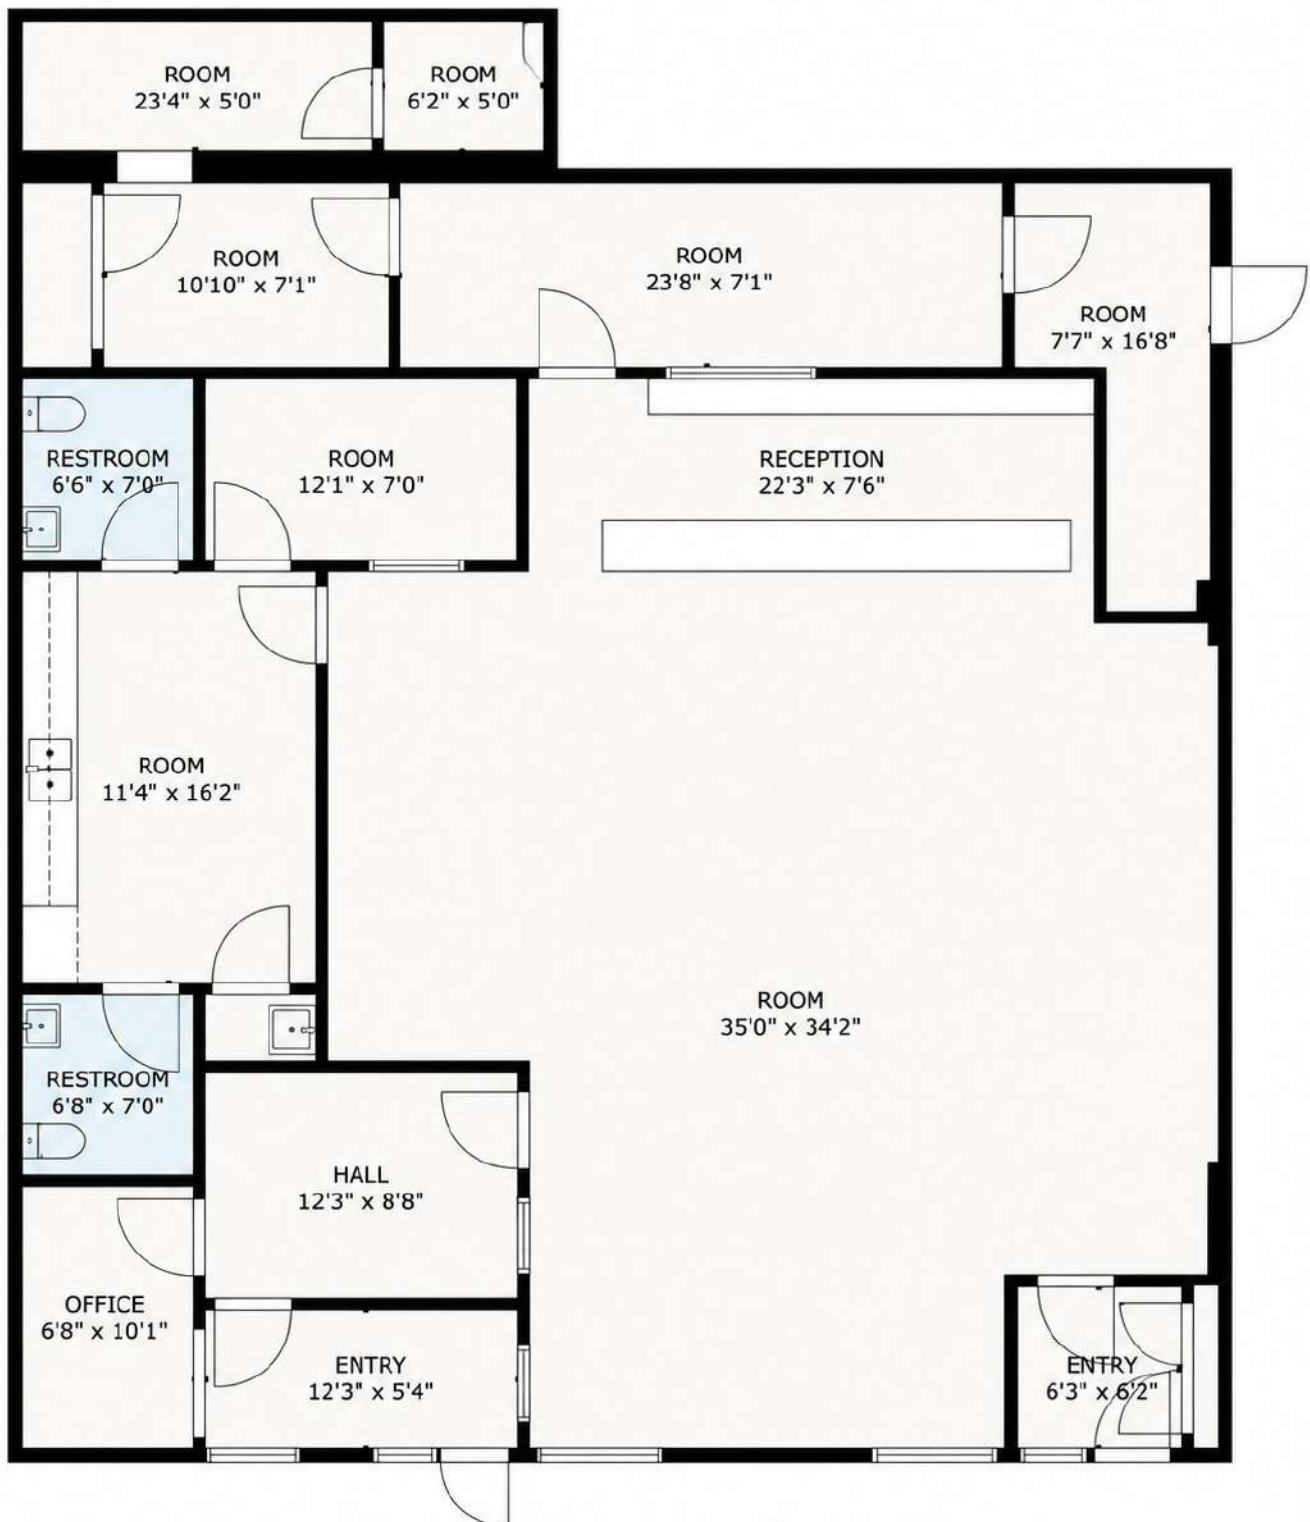 ROOM
23'4" x 5'0"
ROOM
6'2" x 5'0"
ROOM
10'10" x 7'1"
ROOM
23'8" x 7'1"
ROOM
7'7" x 16'8"
RESTROOM
6'6" x 7'0"
ROOM
12'1" x 7'0"
RECEPTION
22'3" x 7'6"
ROOM
11'4" x 16'2"
ROOM
35'0" x 34'2"
RESTROOM
6'8" x 7'0"
HALL
12'3" x 8'8"
OFFICE
6'8" x 10'1"
ENTRY
12'3" x 5'4"
ENTRY
6'3" x 6'2"